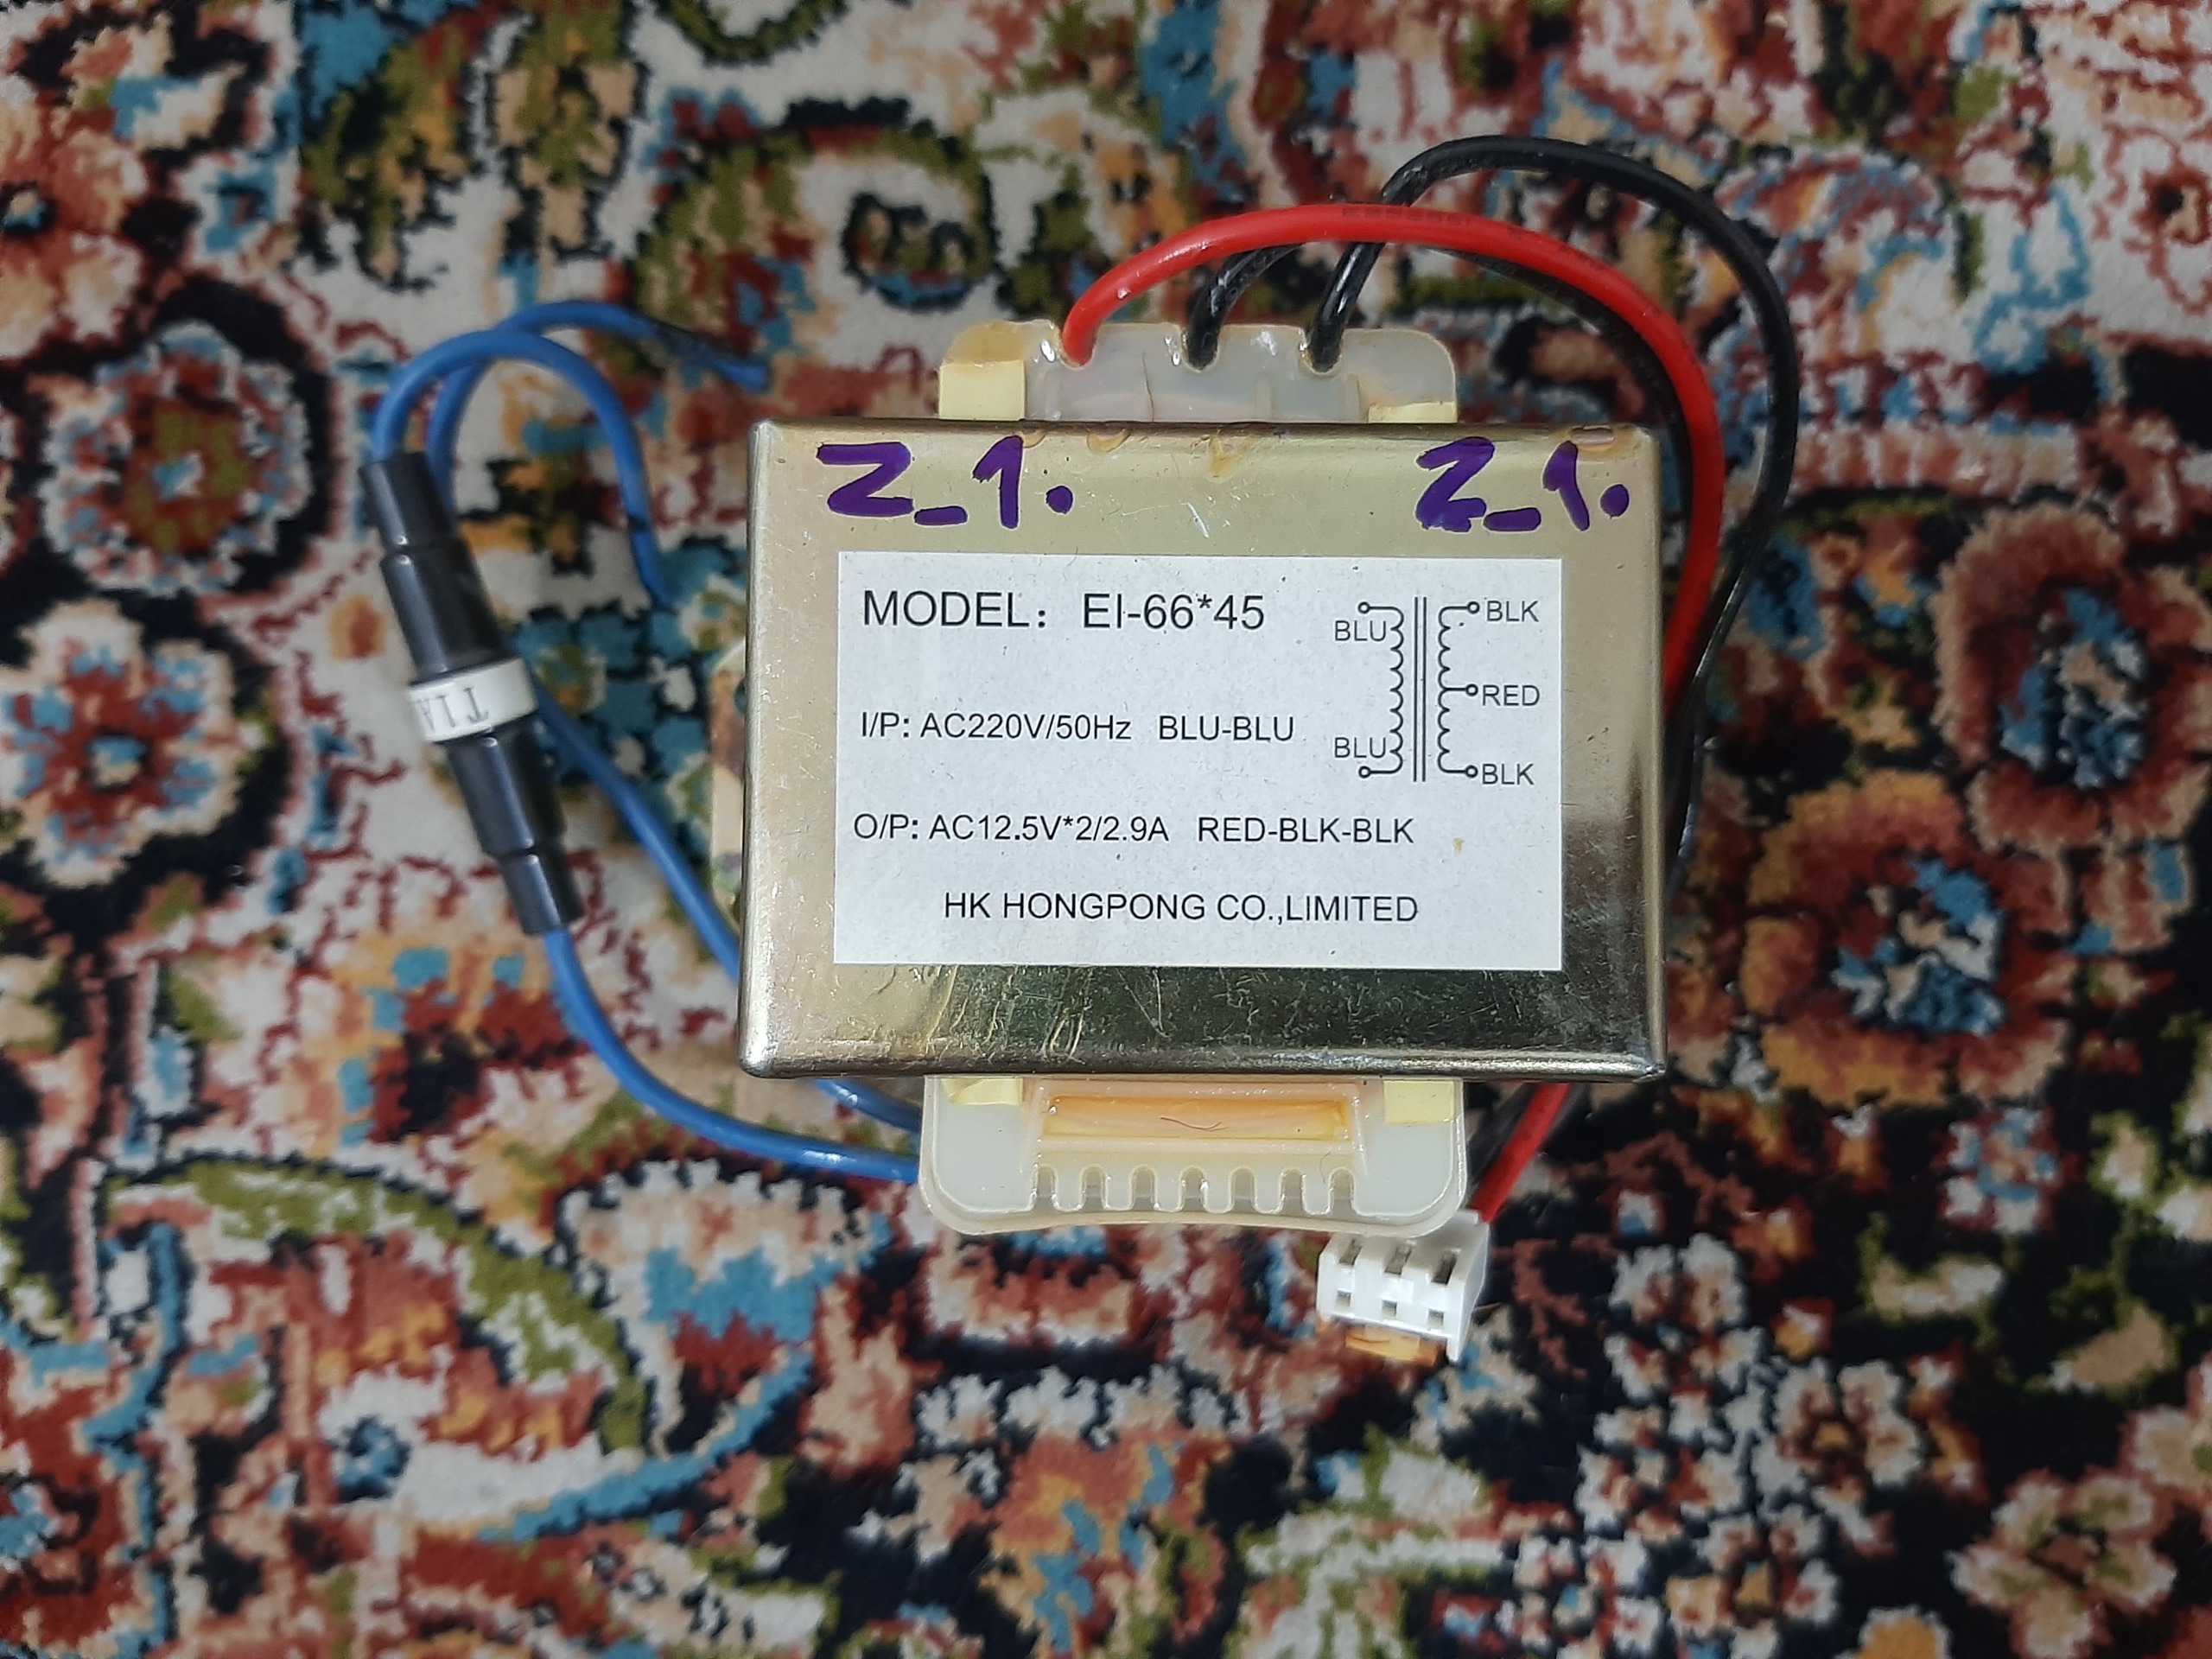 Z_1. Z_1.
MODEL: EI-66*45
BLU BLK
I/P: AC220V/50Hz BLU-BLU
RED
BLU BLK
O/P: AC12.5V*2/2.9A RED-BLK-BLK
HK HONGPONG CO.,LIMITED